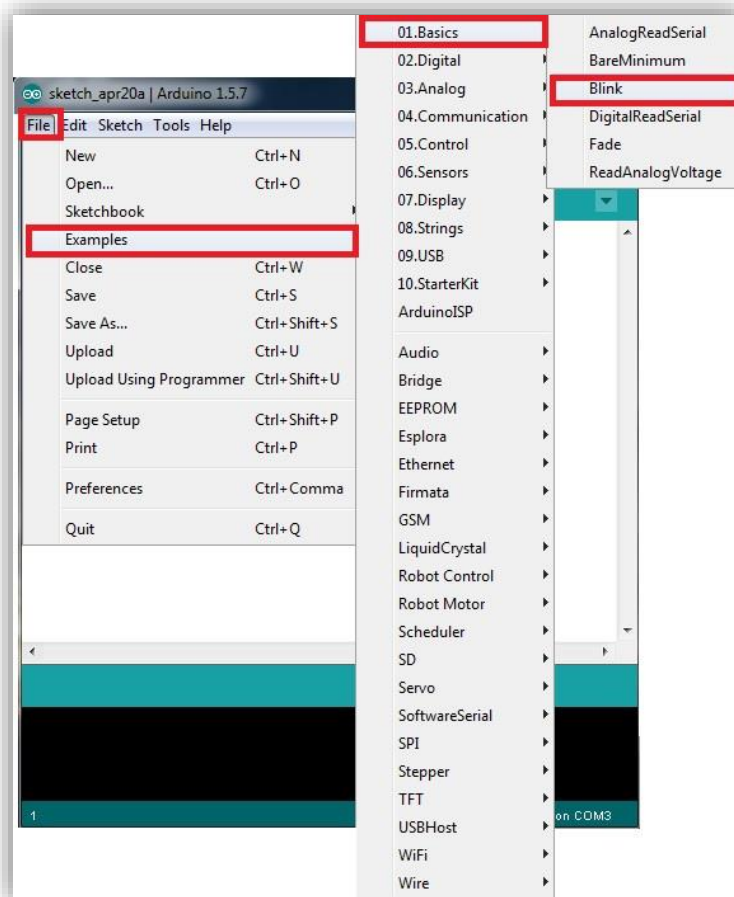 sketch_apr20a | Arduino 1.5.7
File Edit Sketch Tools Help
New Ctrl+N
Open... Ctrl+O
Sketchbook
Examples
Close Ctrl+W
Save Ctrl+S
Save As... Ctrl+Shift+S
Upload Ctrl+U
Upload Using Programmer Ctrl+Shift+U
Page Setup Ctrl+Shift+P
Print Ctrl+P
Preferences Ctrl+Comma
Quit Ctrl+Q
01.Basics
02.Digital
03.Analog
04.Communication
05.Control
06.Sensors
07.Display
08.Strings
09.USB
10.StarterKit
ArduinoISP
Audio
Bridge
EEPROM
Esplora
Ethernet
Firmata
GSM
LiquidCrystal
Robot Control
Robot Motor
Scheduler
SD
Servo
SoftwareSerial
SPI
Stepper
TFT
USBHost
WiFi
Wire
AnalogReadSerial
BareMinimum
Blink
DigitalReadSerial
Fade
ReadAnalogVoltage
1
on COM3